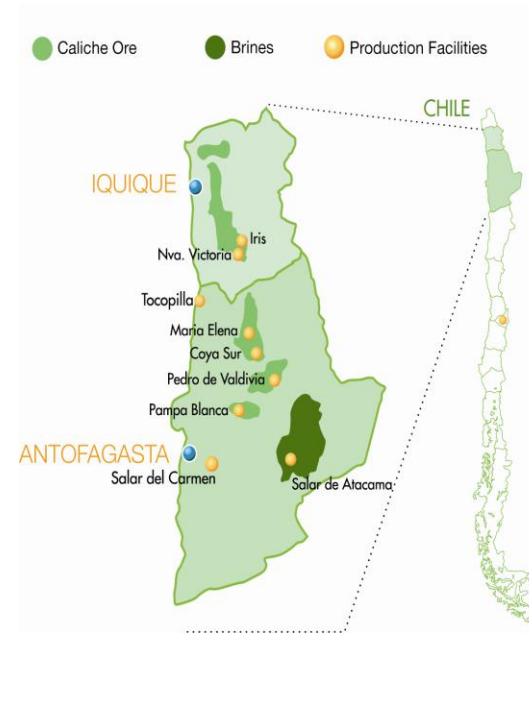 Caliche Ore
Brines
Production Facilities
CHILE
IQUIQUE
Iris
Nva. Victoria
Tocopilla
Maria Elena
Coya Sur
Pedro de Valdivia
Pampa Blanca
ANTOFAGASTA
Salar del Carmen
Salar de Atacama